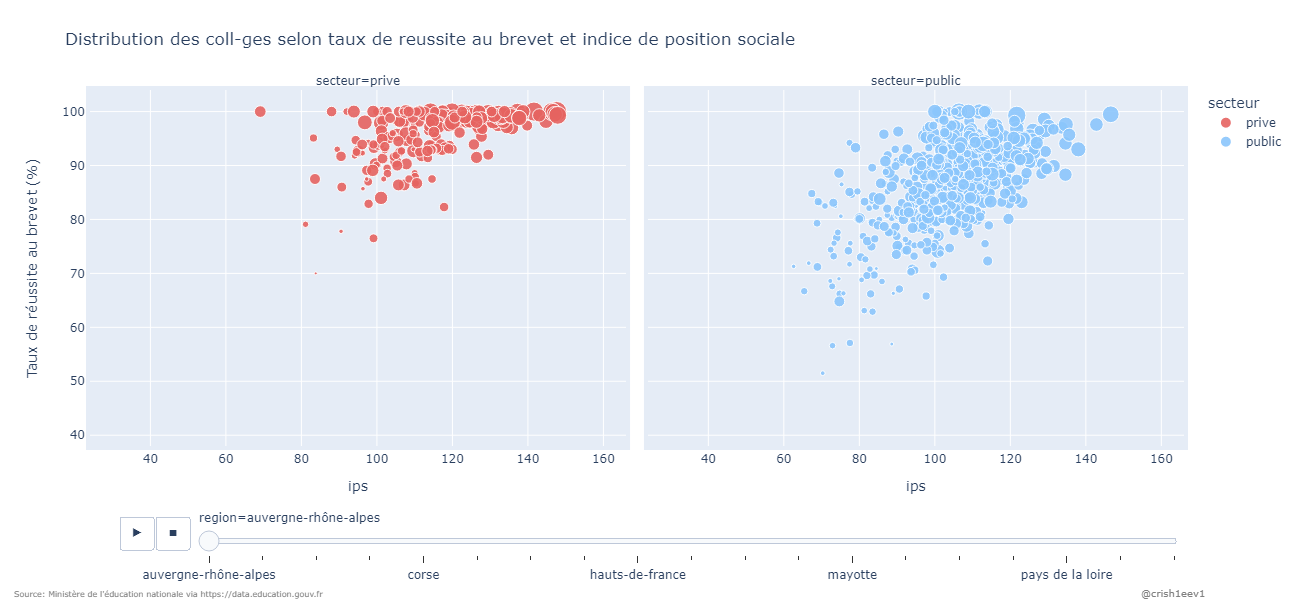 Distribution des coll-ges selon taux de reussite au brevet et indice de position sociale
secteur=prive
secteur=public
secteur
prive
public
Taux de réussite au brevet (%)
100
90
80
70
60
50
40
40 60 80 100 120 140 160
40 60 80 100 120 140 160
ips
ips
region=auvergne-rhône-alpes
auvergne-rhône-alpes corse hauts-de-france mayotte pays de la loire
Source: Ministère de l'éducation nationale via https://data.education.gouv.fr
@crish1eev1